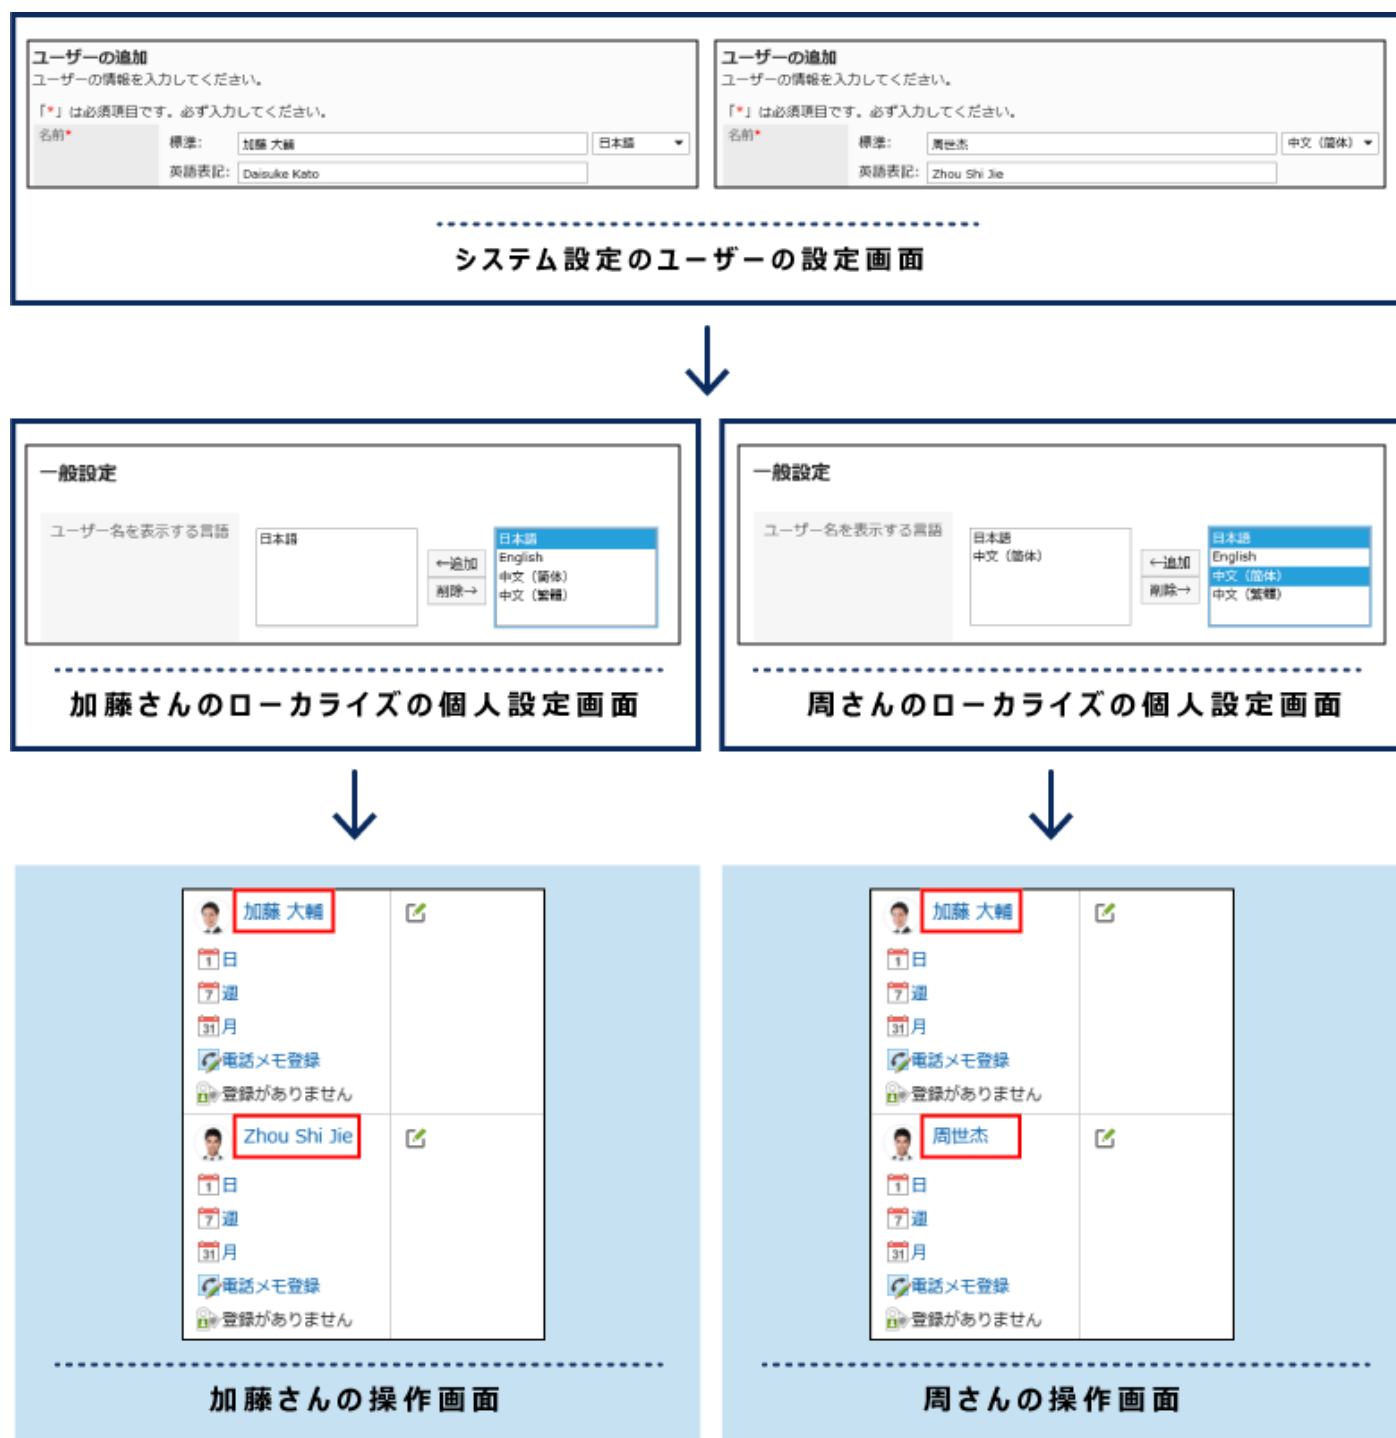 ユーザーの追加
ユーザーの情報を入力してください。
「*」は必須項目です。必ず入力してください。
名前*
標準:
加藤 大輔
日本語
英語表記:
Daisuke Kato
ユーザーの追加
ユーザーの情報を入力してください。
「*」は必須項目です。必ず入力してください。
名前*
標準:
周世杰
中文（简体）
英語表記:
Zhou Shi Jie
システム設定のユーザーの設定画面
一般設定
ユーザー名を表示する言語
日本語
←追加
削除→
日本語
English
中文（简体）
中文（繁體）
加藤さんのローカライズの個人設定画面
一般設定
ユーザー名を表示する言語
日本語
中文（简体）
←追加
削除→
日本語
English
中文（简体）
中文（繁體）
周さんのローカライズの個人設定画面
加藤 大輔
1 日
7 週
31 月
電話メモ登録
登録がありません
Zhou Shi Jie
1 日
7 週
31 月
電話メモ登録
登録がありません
加藤さんの操作画面
加藤 大輔
1 日
7 週
31 月
電話メモ登録
登録がありません
周世杰
1 日
7 週
31 月
電話メモ登録
登録がありません
周さんの操作画面